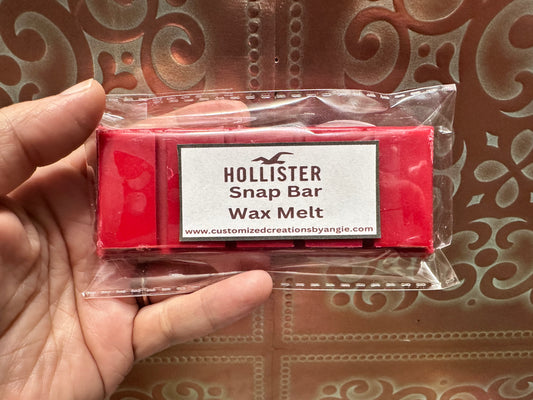 HOLLISTER
Snap Bar
Wax Melt
www.customizedcreationsbyangie.com